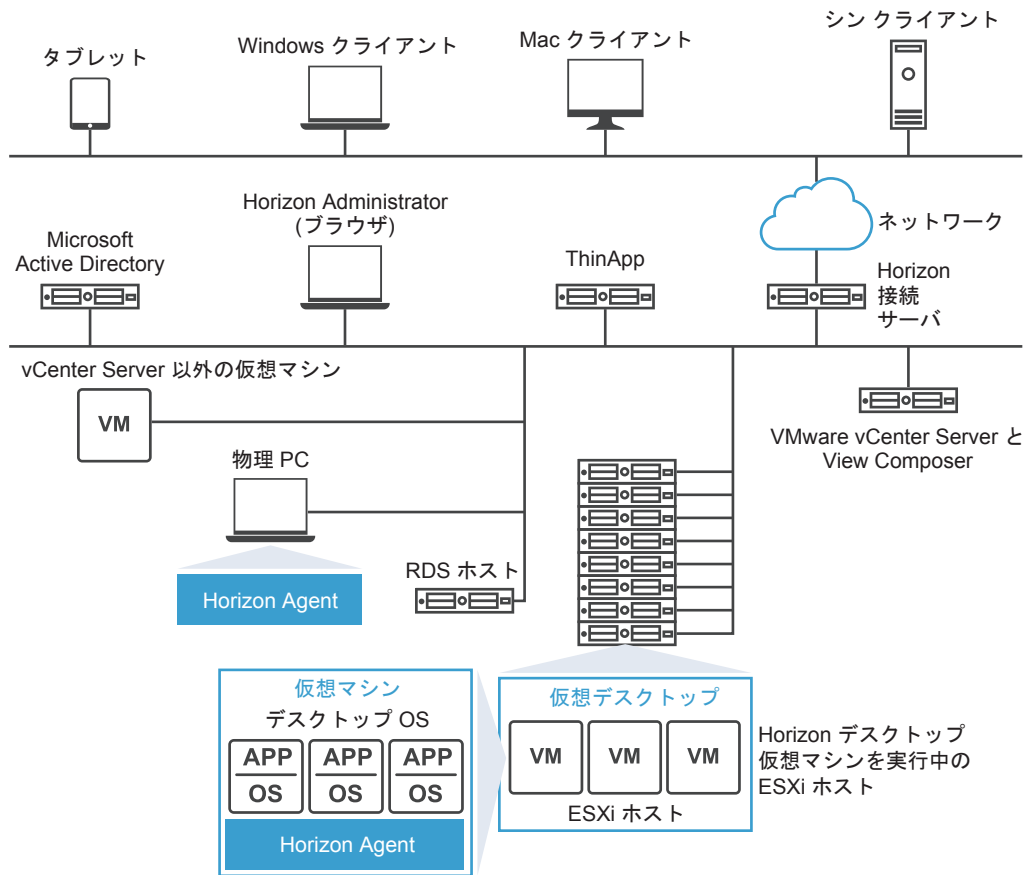 タブレット
Windows クライアント
Mac クライアント
シン クライアント
ネットワーク
Microsoft
Active Directory
Horizon Administrator
(ブラウザ)
ThinApp
Horizon
接続
サーバ
vCenter Server 以外の仮想マシン
VM
物理 PC
Horizon Agent
RDS ホスト
VMware vCenter Server と
View Composer
仮想マシン
デスクトップ OS
APP
OS
APP
OS
APP
OS
Horizon Agent
仮想デスクトップ
VM
VM
VM
ESXi ホスト
Horizon デスクトップ
仮想マシンを実行中の
ESXi ホスト